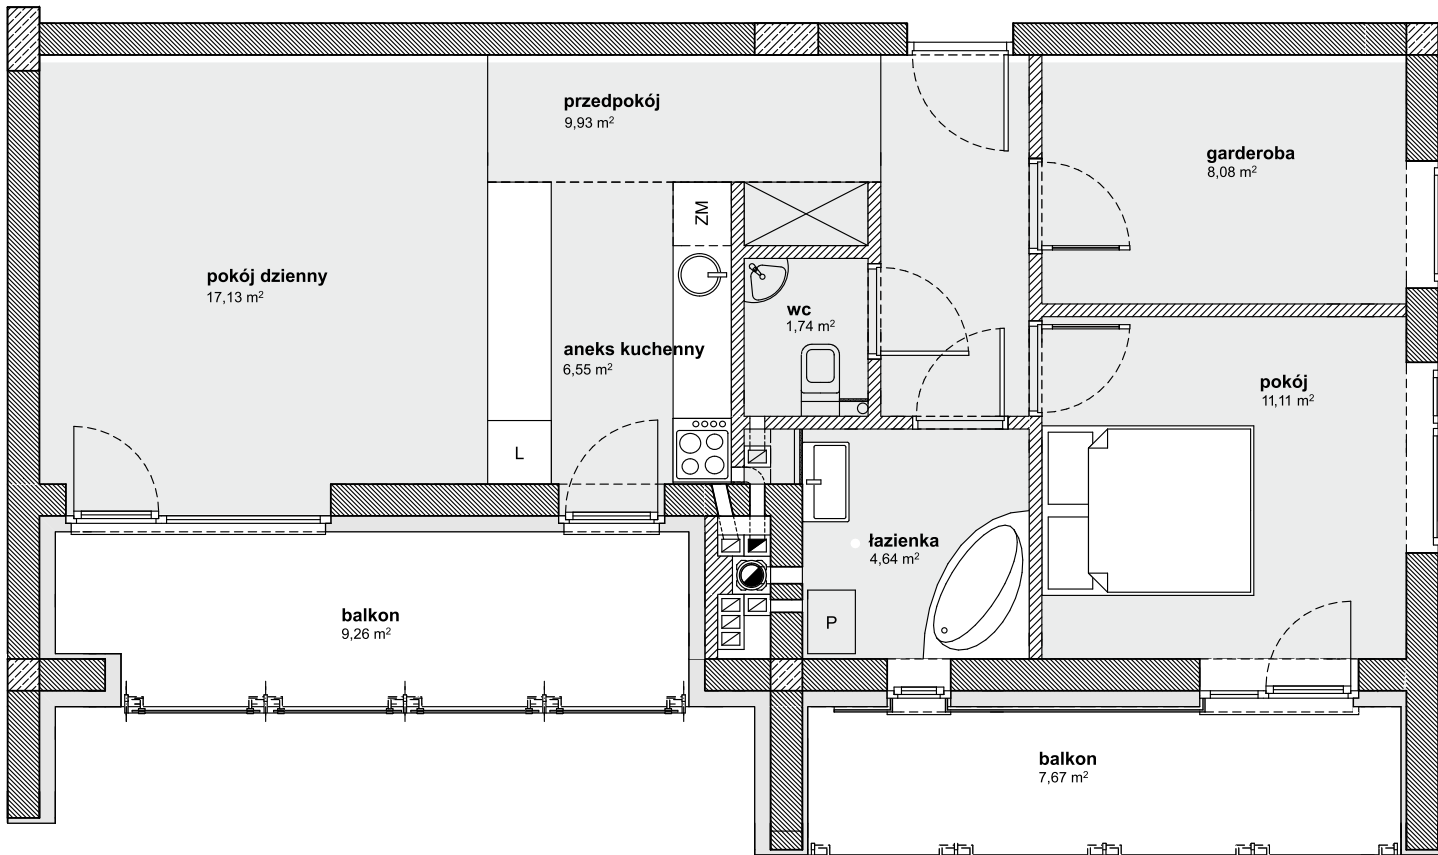 przedpokój
9,93 m²
garderoba
8,08 m²
ZM
pokój dzienny
17,13 m²
wc
1,74 m²
aneks kuchenny
6,55 m²
pokój
11,11 m²
L
łazienka
4,64 m²
balkon
9,26 m²
P
balkon
7,67 m²